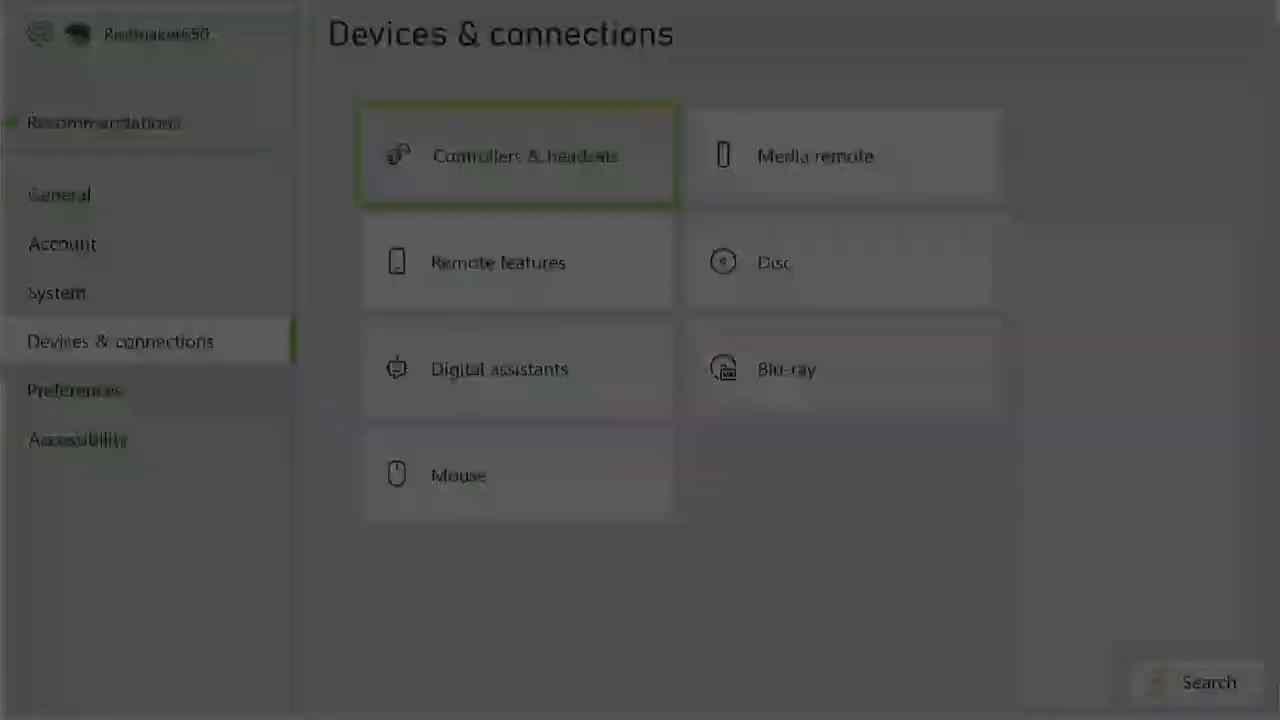 Devices & connections
Recommendations
General
Account
System
Devices & connections
Preferences
Accessibility
Controllers & headsets
Media remote
Remote features
Disc
Digital assistants
Blu-ray
Mouse
Search